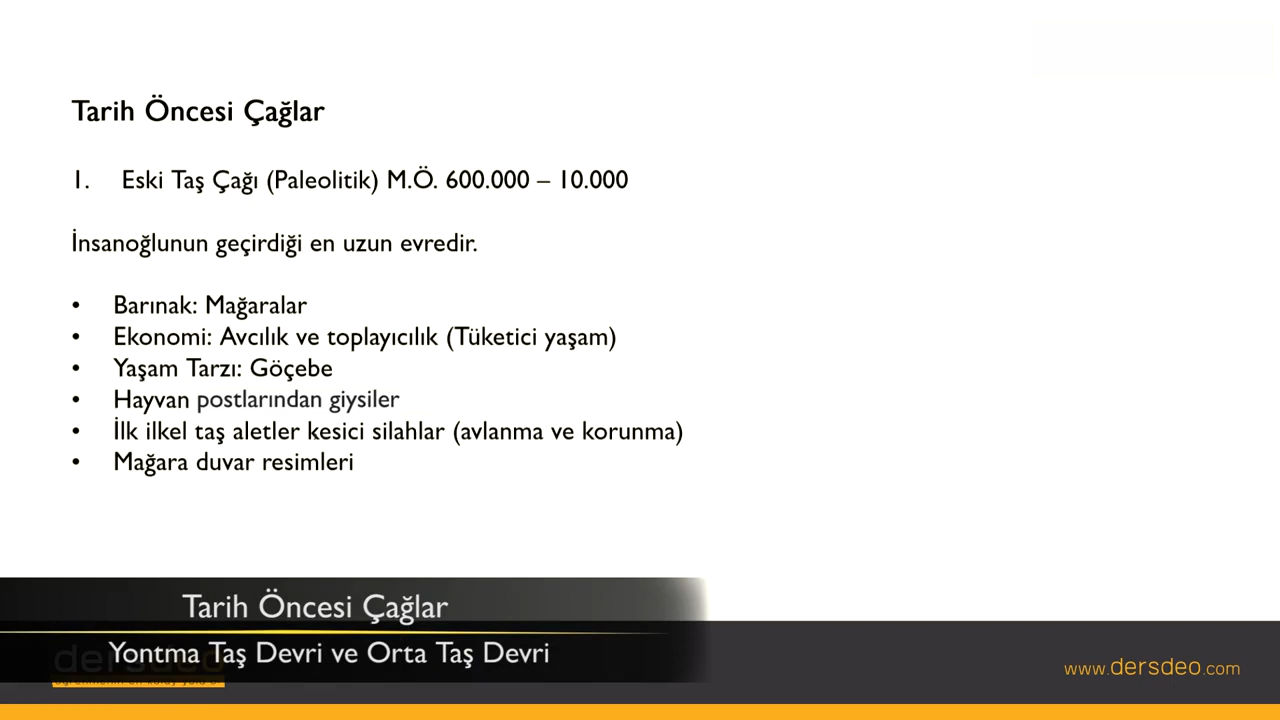 Tarih Öncesi Çağlar
1. Eski Taş Çağı (Paleolitik) M.Ö. 600.000 – 10.000
İnsanoğlunun geçirdiği en uzun evredir.
• Barınak: Mağaralar
• Ekonomi: Avcılık ve toplayıcılık (Tüketici yaşam)
• Yaşam Tarzı: Göçebe
• Hayvan postlarından giysiler
• İlk ilkel taş aletler kesici silahlar (avlanma ve korunma)
• Mağara duvar resimleri
Tarih Öncesi Çağlar
Yontma Taş Devri ve Orta Taş Devri
dersdeo
www.dersdeo.com